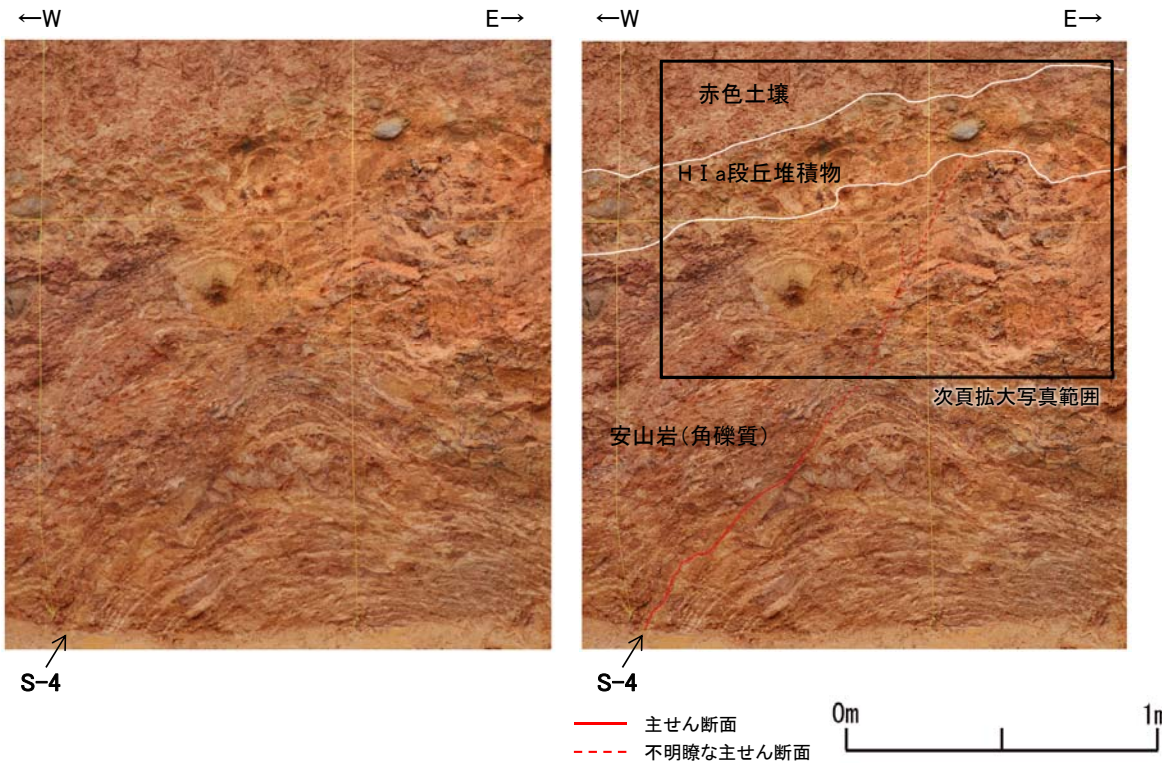 ←W
E→
←W
E→
赤色土壌
HⅠa段丘堆積物
次頁拡大写真範囲
安山岩(角礫質)
S-4
S-4
主せん断面
不明瞭な主せん断面
0m
1m